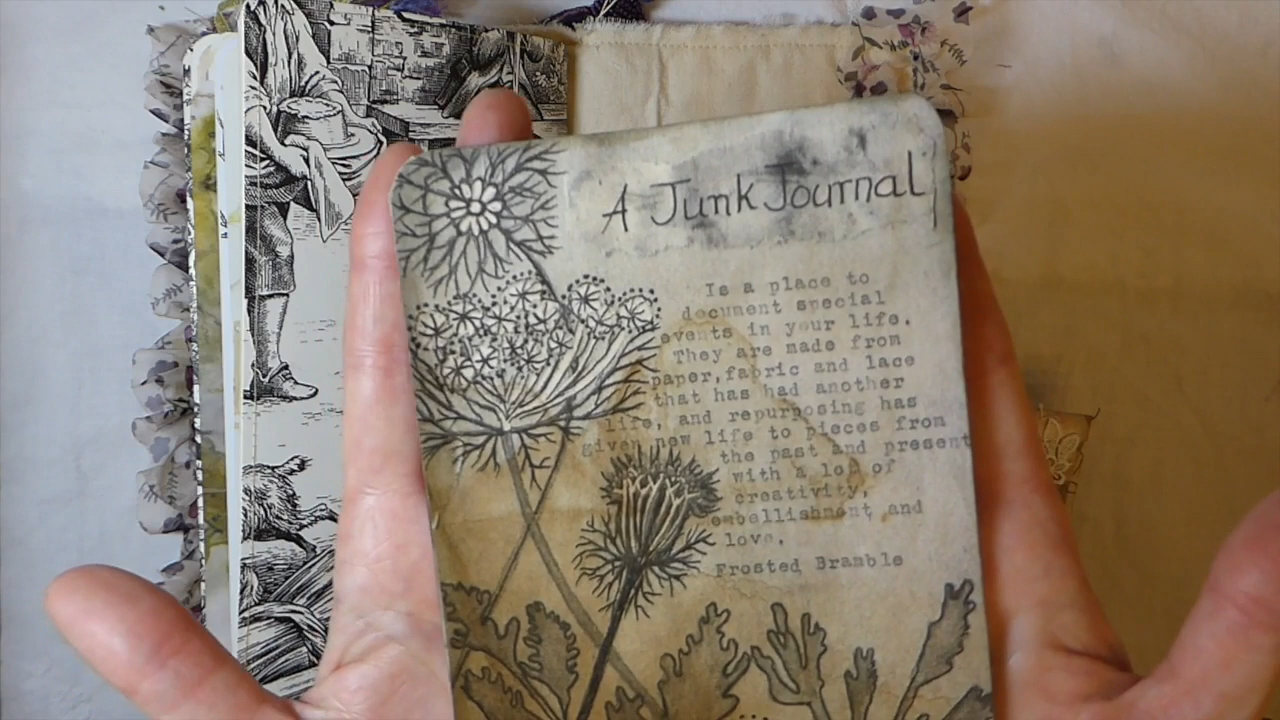 A Junk Journal
Is a place to
document special
events in your life.
They are made from
paper, fabric and lace
that has had another
life, and repurposing has
given new life to pieces from
the past and present
with a lot of
creativity,
embellishment and
love.
Frosted Bramble